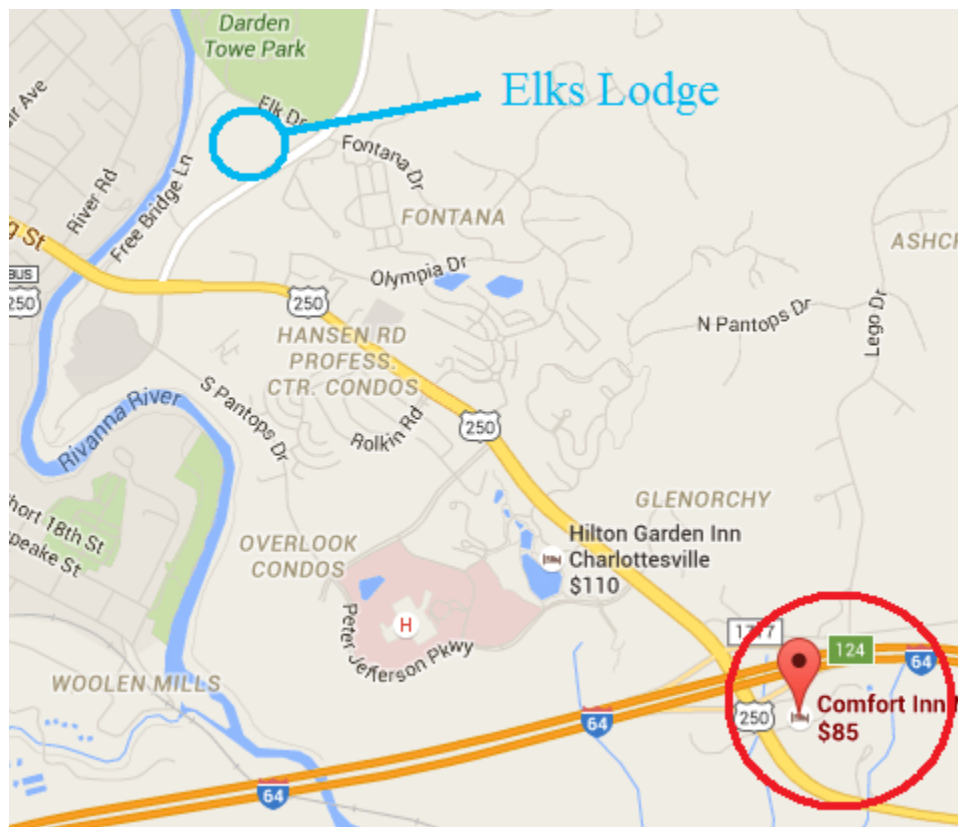 Darden
Towe Park
Elks Lodge
Elk Dr
Fontana Dr
River Rd
Free Bridge Ln
FONTANA
g St
ASHCR
BUS
250
Olympia Dr
250
N Pantops Dr
Lego Dr
HANSEN RD
PROFESS.
CTR. CONDOS
S Pantops Dr
Rolkin Rd
Rivanna River
250
GLENORCHY
hort 18th St
peake St
OVERLOOK
CONDOS
Hilton Garden Inn
Charlottesville
$110
H
Peter Jefferson Pkwy
WOOLEN MILLS
124
64
64
250
Comfort Inn
$85
64